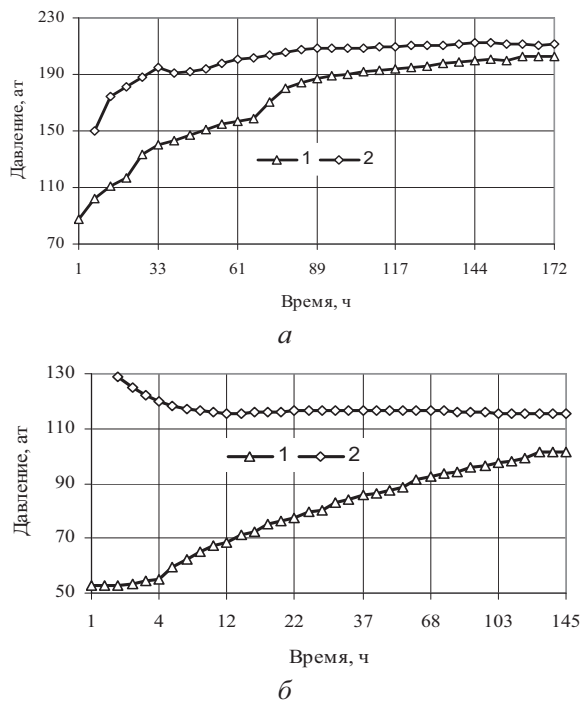 230
190
150
110
70
Давление, ат
1 2
1 33 61 89 117 144 172
Время, ч
а
130
110
90
70
50
Давление, ат
1 2
1 4 12 22 37 68 103 145
Время, ч
б